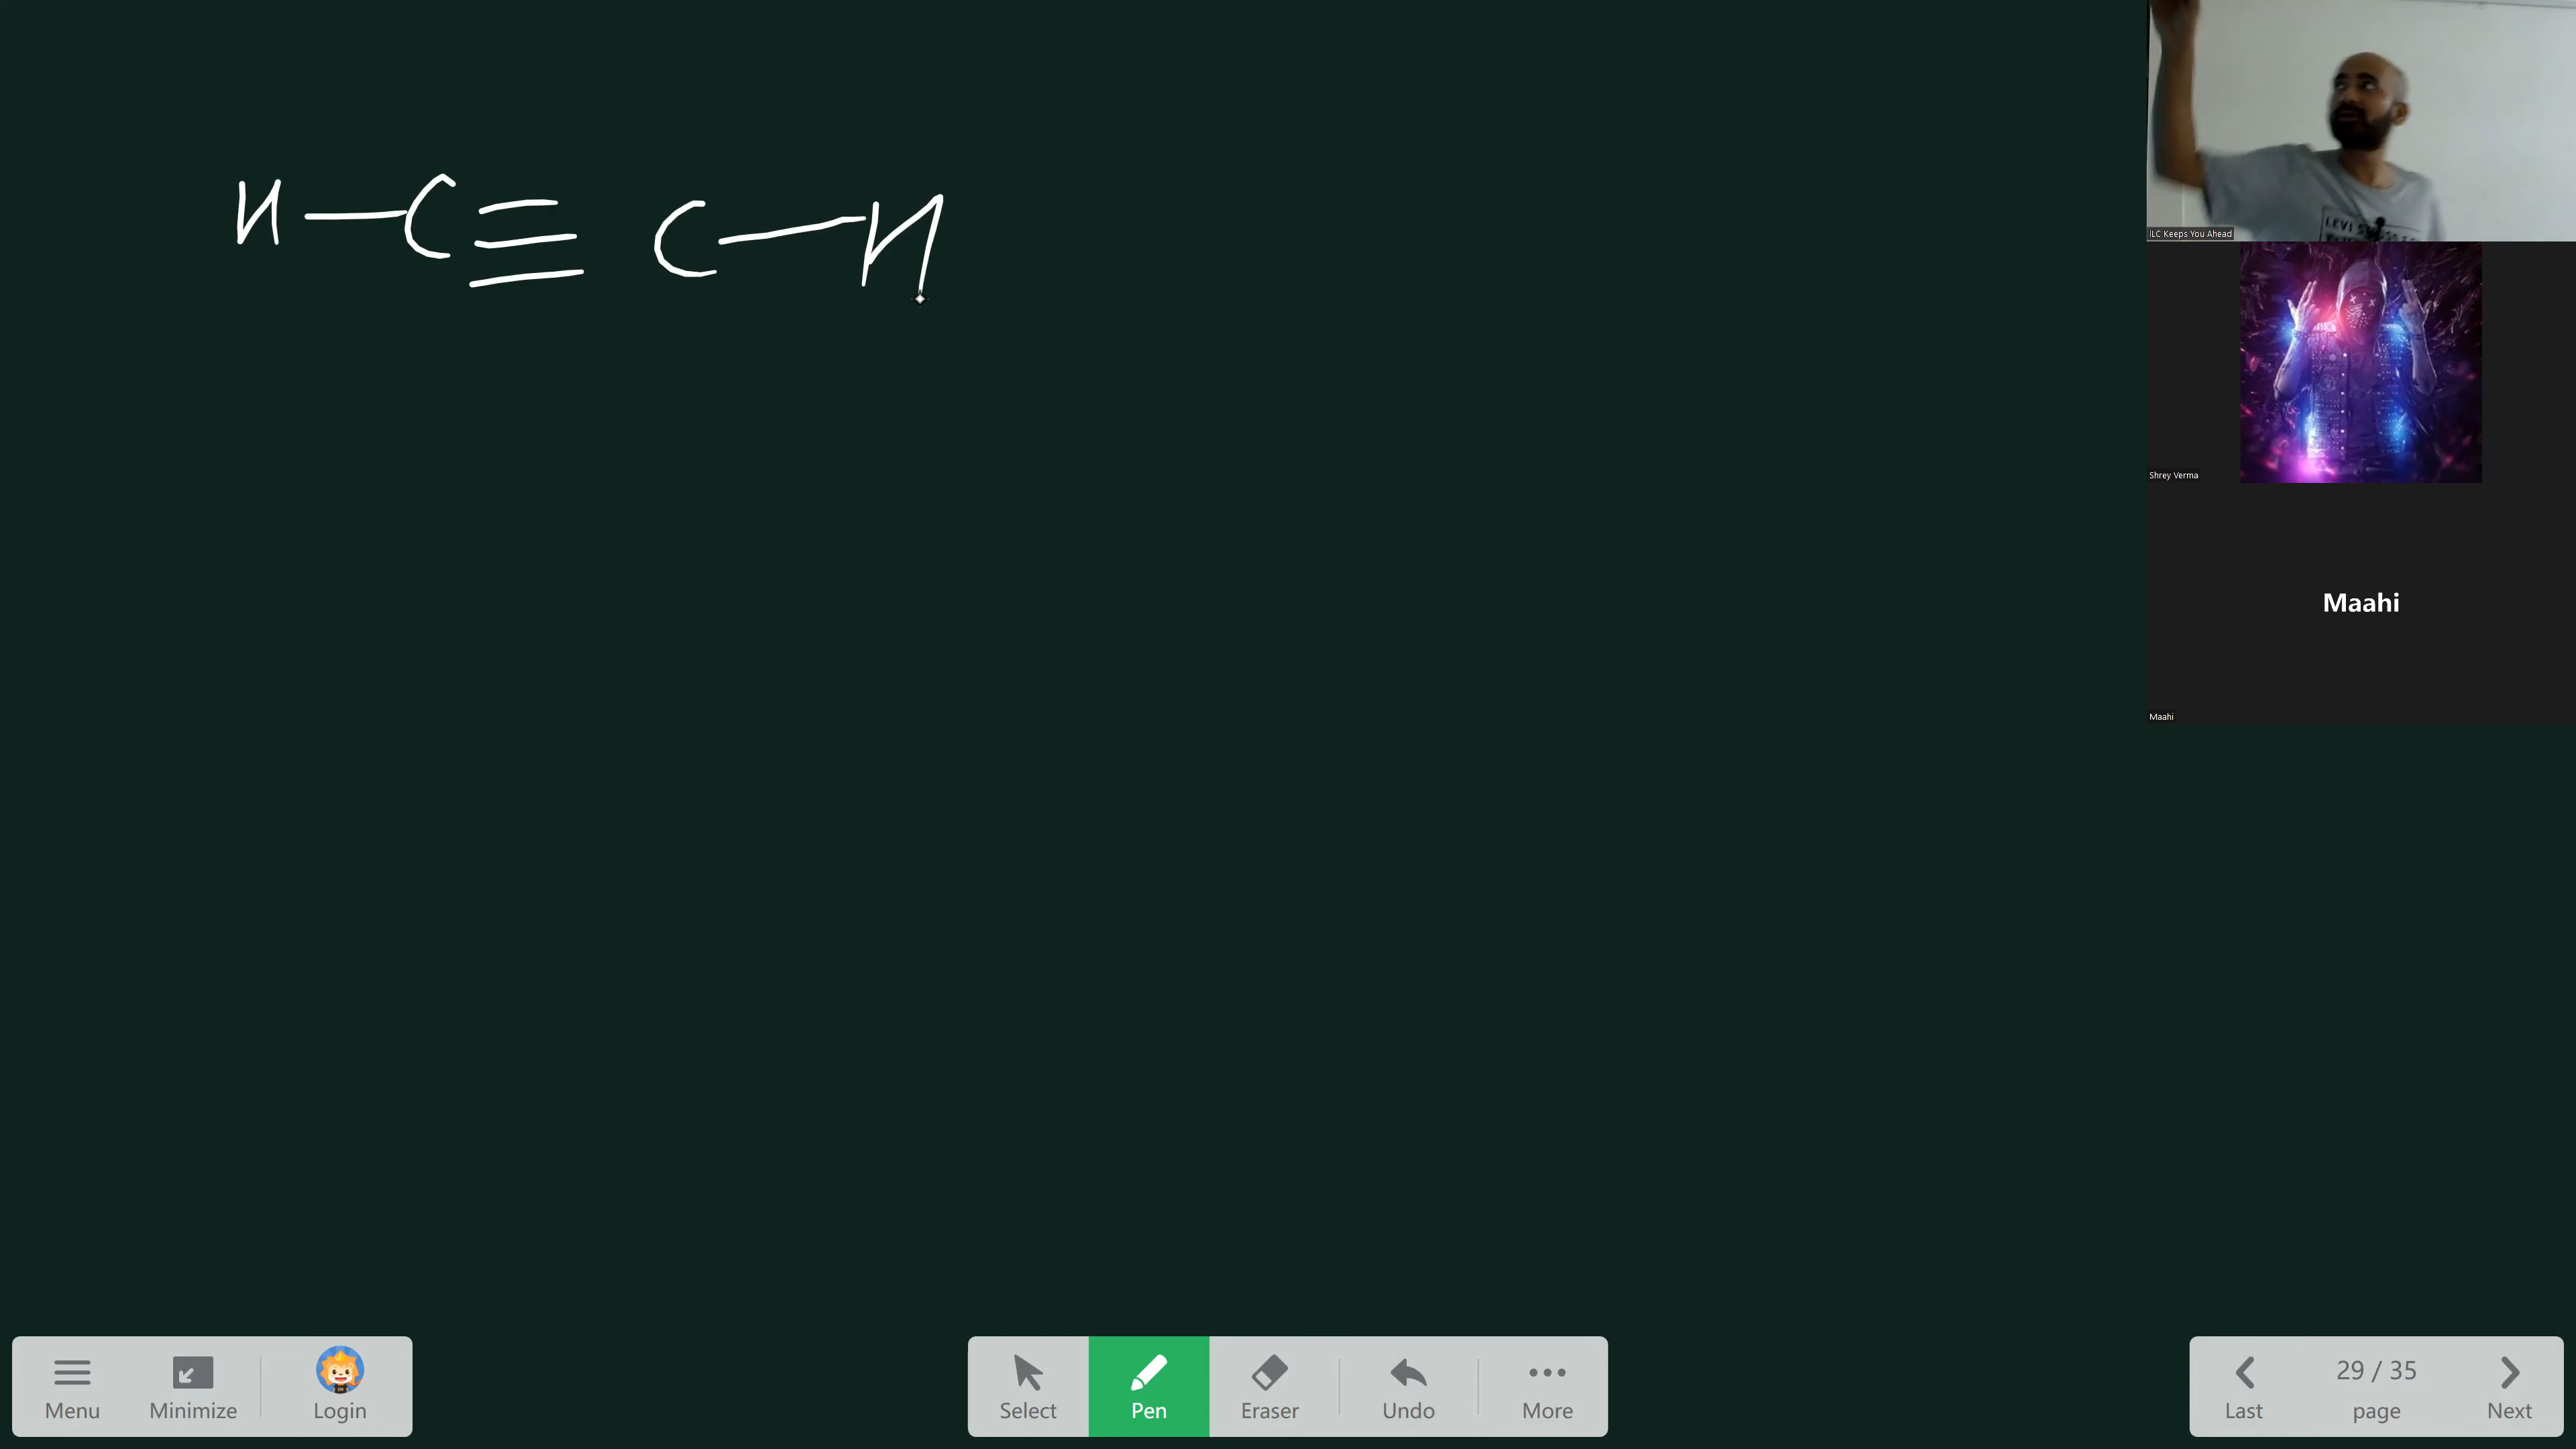 H—C≡C—H
ILC Keeps You Ahead
Shrey Verma
Maahi
Maahi
Menu
Minimize
Login
Select
Pen
Eraser
Undo
More
Last
29 / 35
page
Next